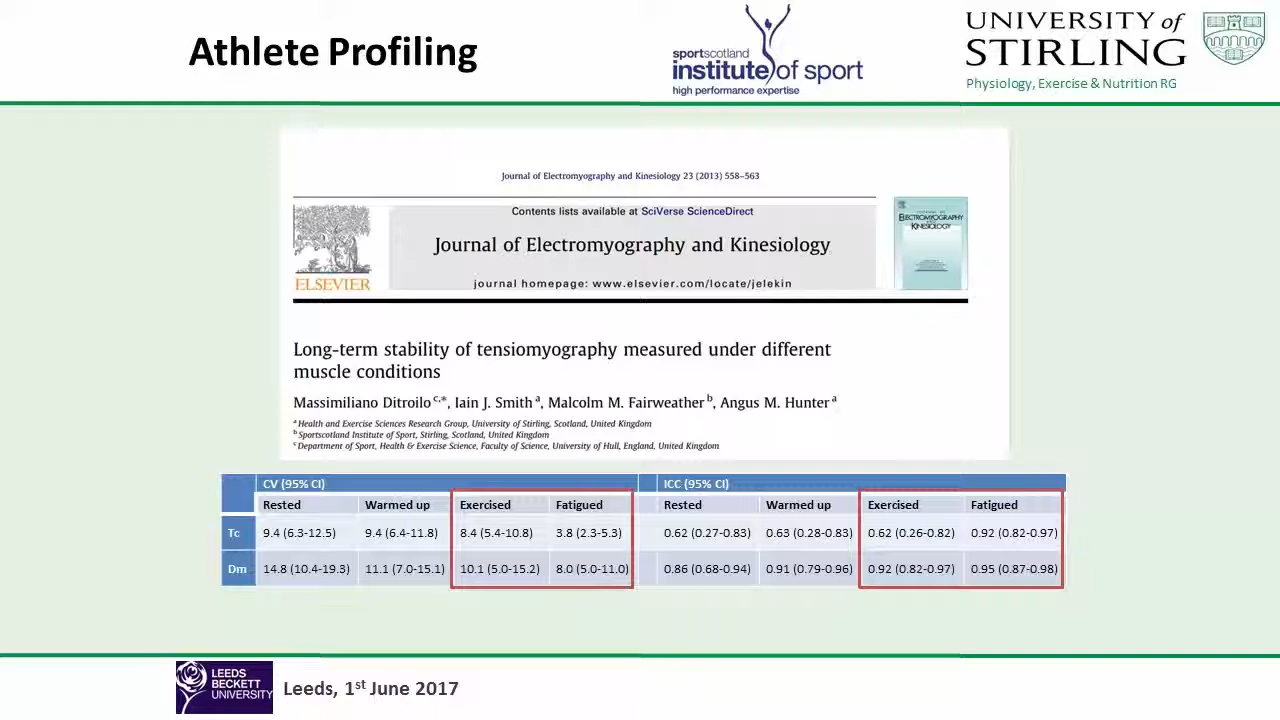 Athlete Profiling
sportscotland
institute of sport
high performance expertise
UNIVERSITY of
STIRLING
Physiology, Exercise & Nutrition RG
Journal of Electromyography and Kinesiology 23 (2013) 558–563
Contents lists available at SciVerse ScienceDirect
Journal of Electromyography and Kinesiology
journal homepage: www.elsevier.com/locate/jelekin
ELSEVIER
ELECTROMYOGRAPHY
KINESIOLOGY
Long-term stability of tensiomyography measured under different
muscle conditions
Massimiliano Ditroilo c,*, Iain J. Smith a, Malcolm M. Fairweather b, Angus M. Hunter a
a Health and Exercise Sciences Research Group, University of Stirling, Scotland, United Kingdom
b Sportscotland Institute of Sport, Stirling, Scotland, United Kingdom
c Department of Sport, Health & Exercise Science, Faculty of Science, University of Hull, England, United Kingdom
CV (95% CI) ICC (95% CI)
Rested Warmed up Exercised Fatigued Rested Warmed up Exercised Fatigued
Tc 9.4 (6.3-12.5) 9.4 (6.4-11.8) 8.4 (5.4-10.8) 3.8 (2.3-5.3) 0.62 (0.27-0.83) 0.63 (0.28-0.83) 0.62 (0.26-0.82) 0.92 (0.82-0.97)
Dm 14.8 (10.4-19.3) 11.1 (7.0-15.1) 10.1 (5.0-15.2) 8.0 (5.0-11.0) 0.86 (0.68-0.94) 0.91 (0.79-0.96) 0.92 (0.82-0.97) 0.95 (0.87-0.98)
LEEDS
BECKETT
UNIVERSITY
Leeds, 1st June 2017